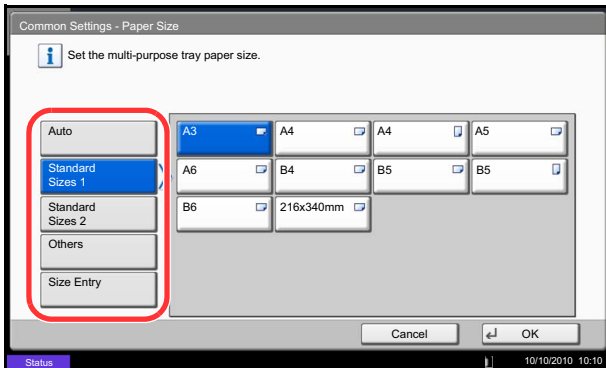 Common Settings - Paper Size
Set the multi-purpose tray paper size.
Auto
Standard
Sizes 1
Standard
Sizes 2
Others
Size Entry
A3
A4
A4
A5
A6
B4
B5
B5
B6
216x340mm
Cancel
OK
Status
10/10/2010 10:10